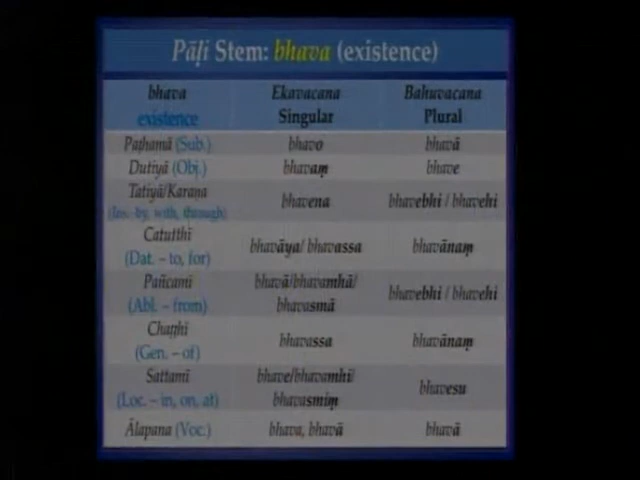 Pāḷi Stem: bhava (existence)
bhava Ekavacana Bahuvacana
existence Singular Plural
Paṭhamā (Sub.) bhavo bhavā
Dutiyā (Obj.) bhavaṃ bhave
Tatiyā/Karaṇa
(Ins.-by, with, through) bhavena bhavebhi / bhavehi
Catutthī
(Dat. – to, for) bhavāya/ bhavassa bhavānaṃ
Pañcamī bhavā/bhavamhā/
(Abl. – from) bhavasmā bhavebhi / bhavehi
Chaṭṭhī
(Gen. – of) bhavassa bhavānaṃ
Sattamī bhave/bhavamhi/
(Loc. – in, on, at) bhavasmiṃ bhavesu
Ālapana (Voc.) bhava, bhavā bhavā